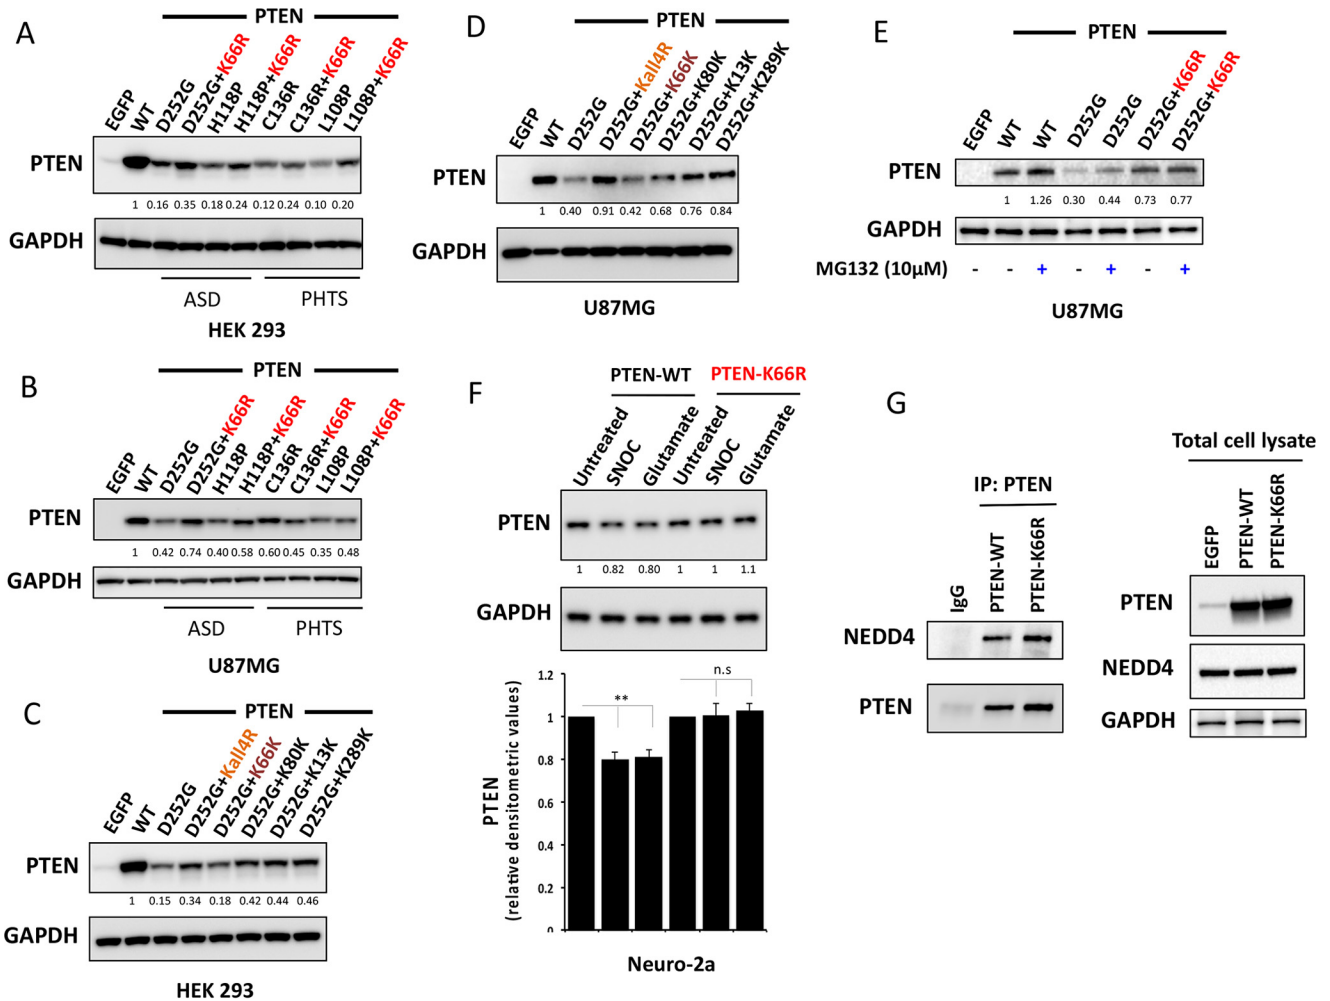 A
PTEN
EGFP
WT
D252G
D252G+K66R
H118P
H118P+K66R
C136R
C136R+K66R
L108P
L108P+K66R
PTEN
1 0.16 0.35 0.18 0.24 0.12 0.24 0.10 0.20
GAPDH
ASD PHTS
HEK 293
B
PTEN
EGFP
WT
D252G
D252G+K66R
H118P
H118P+K66R
C136R
C136R+K66R
L108P
L108P+K66R
PTEN
1 0.42 0.74 0.40 0.58 0.60 0.45 0.35 0.48
GAPDH
ASD PHTS
U87MG
C
PTEN
EGFP
WT
D252G
D252G+Kall4R
D252G+K66K
D252G+K80K
D252G+K13K
D252G+K289K
PTEN
1 0.15 0.34 0.18 0.42 0.44 0.46
GAPDH
HEK 293
D
PTEN
EGFP
WT
D252G
D252G+Kall4R
D252G+K66K
D252G+K80K
D252G+K13K
D252G+K289K
PTEN
1 0.40 0.91 0.42 0.68 0.76 0.84
GAPDH
U87MG
E
PTEN
EGFP
WT
WT
D252G
D252G
D252G+K66R
D252G+K66R
PTEN
1 1.26 0.30 0.44 0.73 0.77
GAPDH
MG132 (10µM) - - + - + - +
U87MG
F
PTEN-WT PTEN-K66R
Untreated
SNOC
Glutamate
Untreated
SNOC
Glutamate
PTEN
1 0.82 0.80 1 1 1.1
GAPDH
PTEN
(relative densitometric values)
1.2
1
0.8
0.6
0.4
0.2
0
**
n.s
Neuro-2a
G
IP: PTEN
IgG
PTEN-WT
PTEN-K66R
NEDD4
PTEN
Total cell lysate
EGFP
PTEN-WT
PTEN-K66R
PTEN
NEDD4
GAPDH